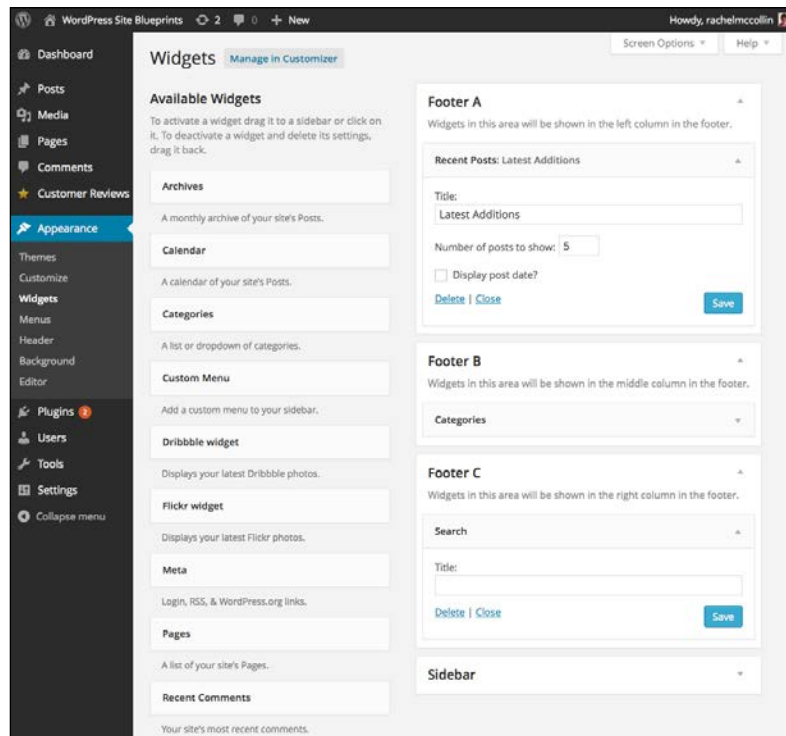 WordPress Site Blueprints 2 0 + New
Howdy, rachelmccollin
Screen Options
Help
Dashboard
Posts
Media
Pages
Comments
Customer Reviews
Appearance
Themes
Customize
Widgets
Menus
Header
Background
Editor
Plugins 2
Users
Tools
Settings
Collapse menu
Widgets Manage in Customizer
Available Widgets
To activate a widget drag it to a sidebar or click on
it. To deactivate a widget and delete its settings,
drag it back.
Archives
A monthly archive of your site's Posts.
Calendar
A calendar of your site's Posts.
Categories
A list or dropdown of categories.
Custom Menu
Add a custom menu to your sidebar.
Dribbble widget
Displays your latest Dribbble photos.
Flickr widget
Displays your latest Flickr photos.
Meta
Login, RSS, & WordPress.org links.
Pages
A list of your site's Pages.
Recent Comments
Your site's most recent comments.
Footer A
Widgets in this area will be shown in the left column in the footer.
Recent Posts: Latest Additions
Title:
Latest Additions
Number of posts to show: 5
Display post date?
Delete | Close
Save
Footer B
Widgets in this area will be shown in the middle column in the footer.
Categories
Footer C
Widgets in this area will be shown in the right column in the footer.
Search
Title:
Delete | Close
Save
Sidebar